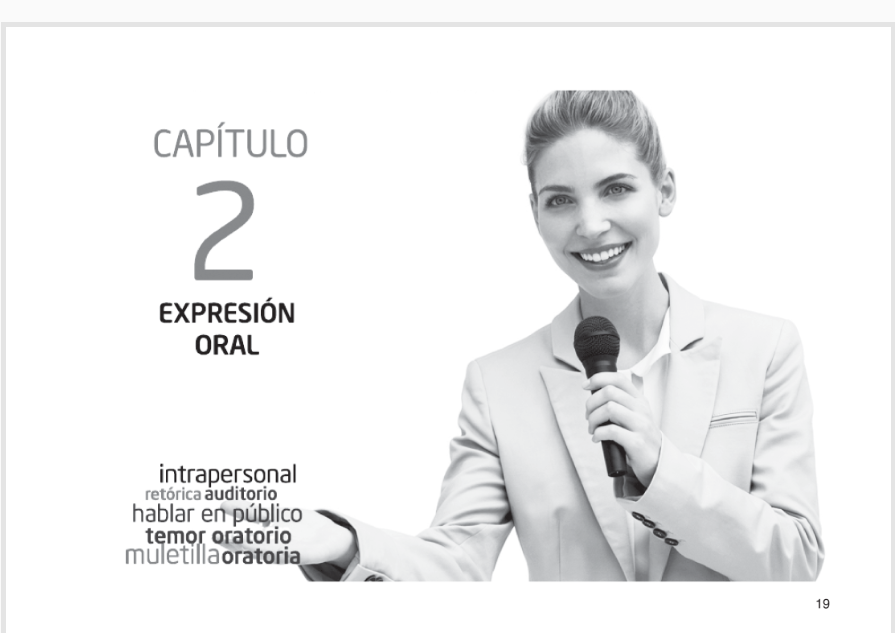 CAPÍTULO
2
EXPRESIÓN
ORAL
intrapersonal
retórica auditorio
hablar en público
temor oratorio
muletilla oratoria
19